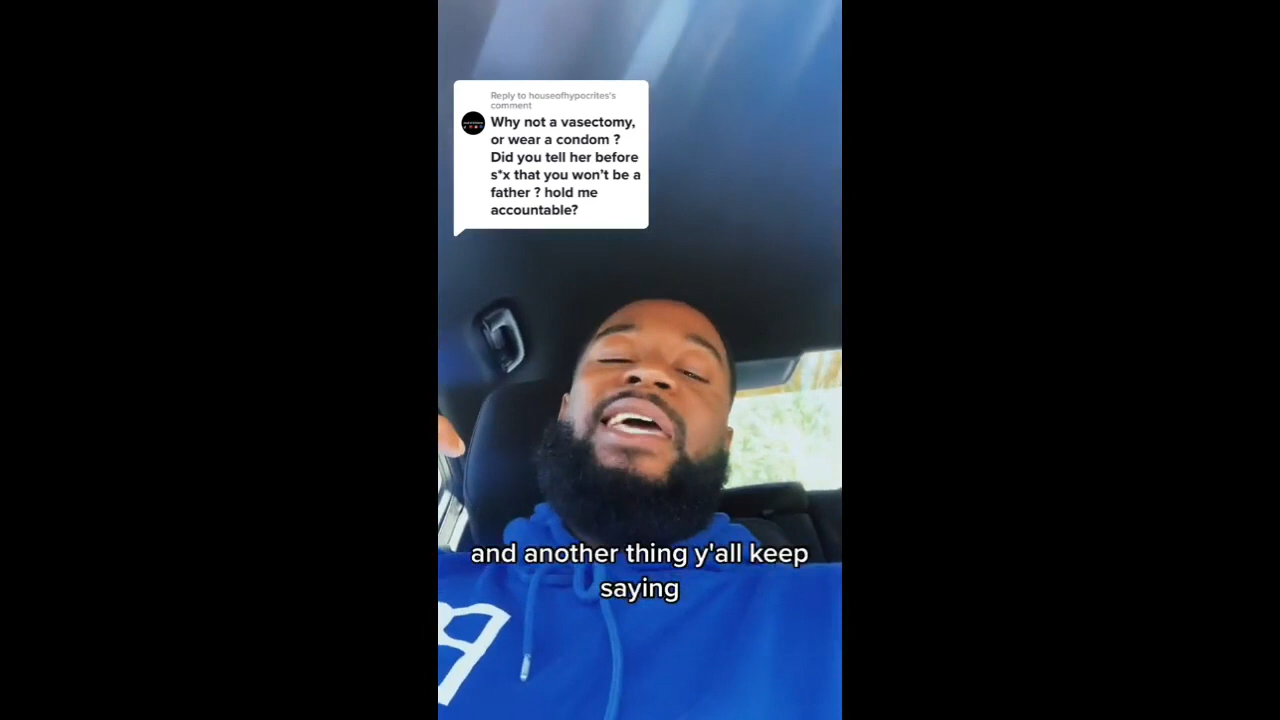 Reply to houseofhypocrites's
comment
Why not a vasectomy,
or wear a condom ?
Did you tell her before
s*x that you won't be a
father ? hold me
accountable?
and another thing y'all keep
saying